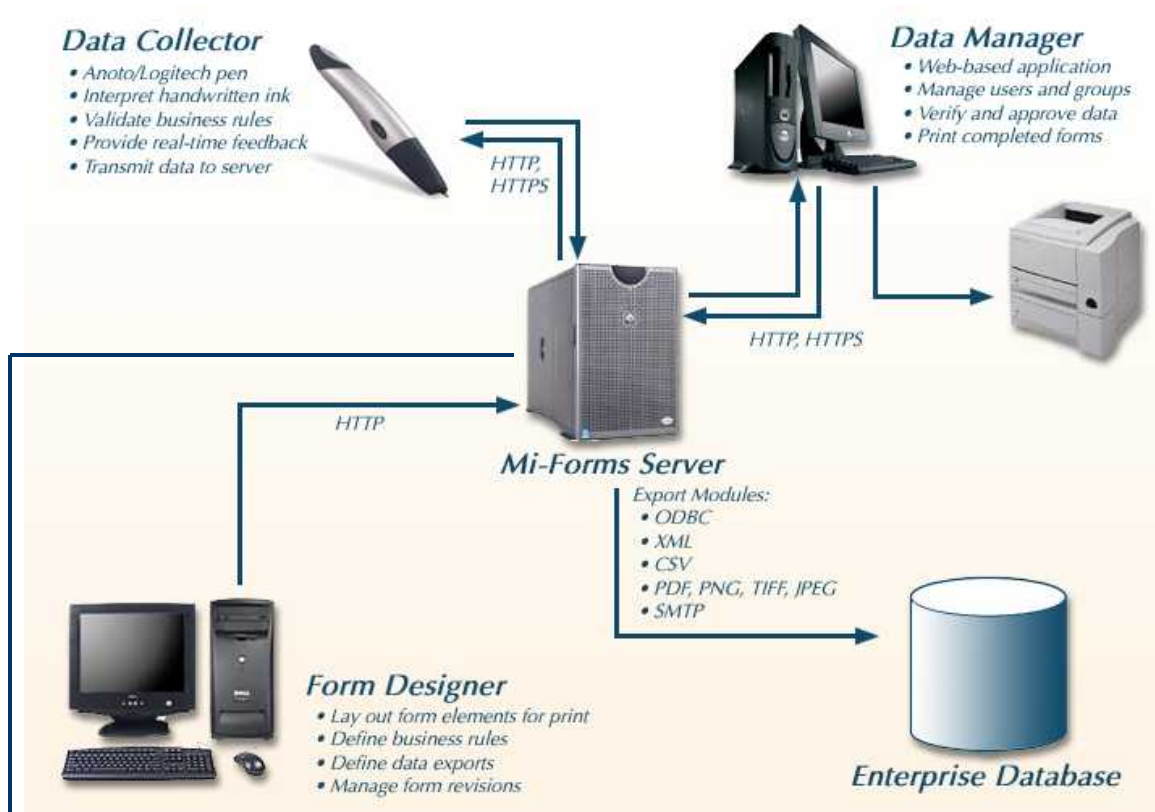 Data Collector
• Anoto/Logitech pen
• Interpret handwritten ink
• Validate business rules
• Provide real-time feedback
• Transmit data to server
Data Manager
• Web-based application
• Manage users and groups
• Verify and approve data
• Print completed forms
HTTP,
HTTPS
HTTP, HTTPS
HTTP
Mi-Forms Server
Export Modules:
• ODBC
• XML
• CSV
• PDF, PNG, TIFF, JPEG
• SMTP
Form Designer
• Lay out form elements for print
• Define business rules
• Define data exports
• Manage form revisions
Enterprise Database